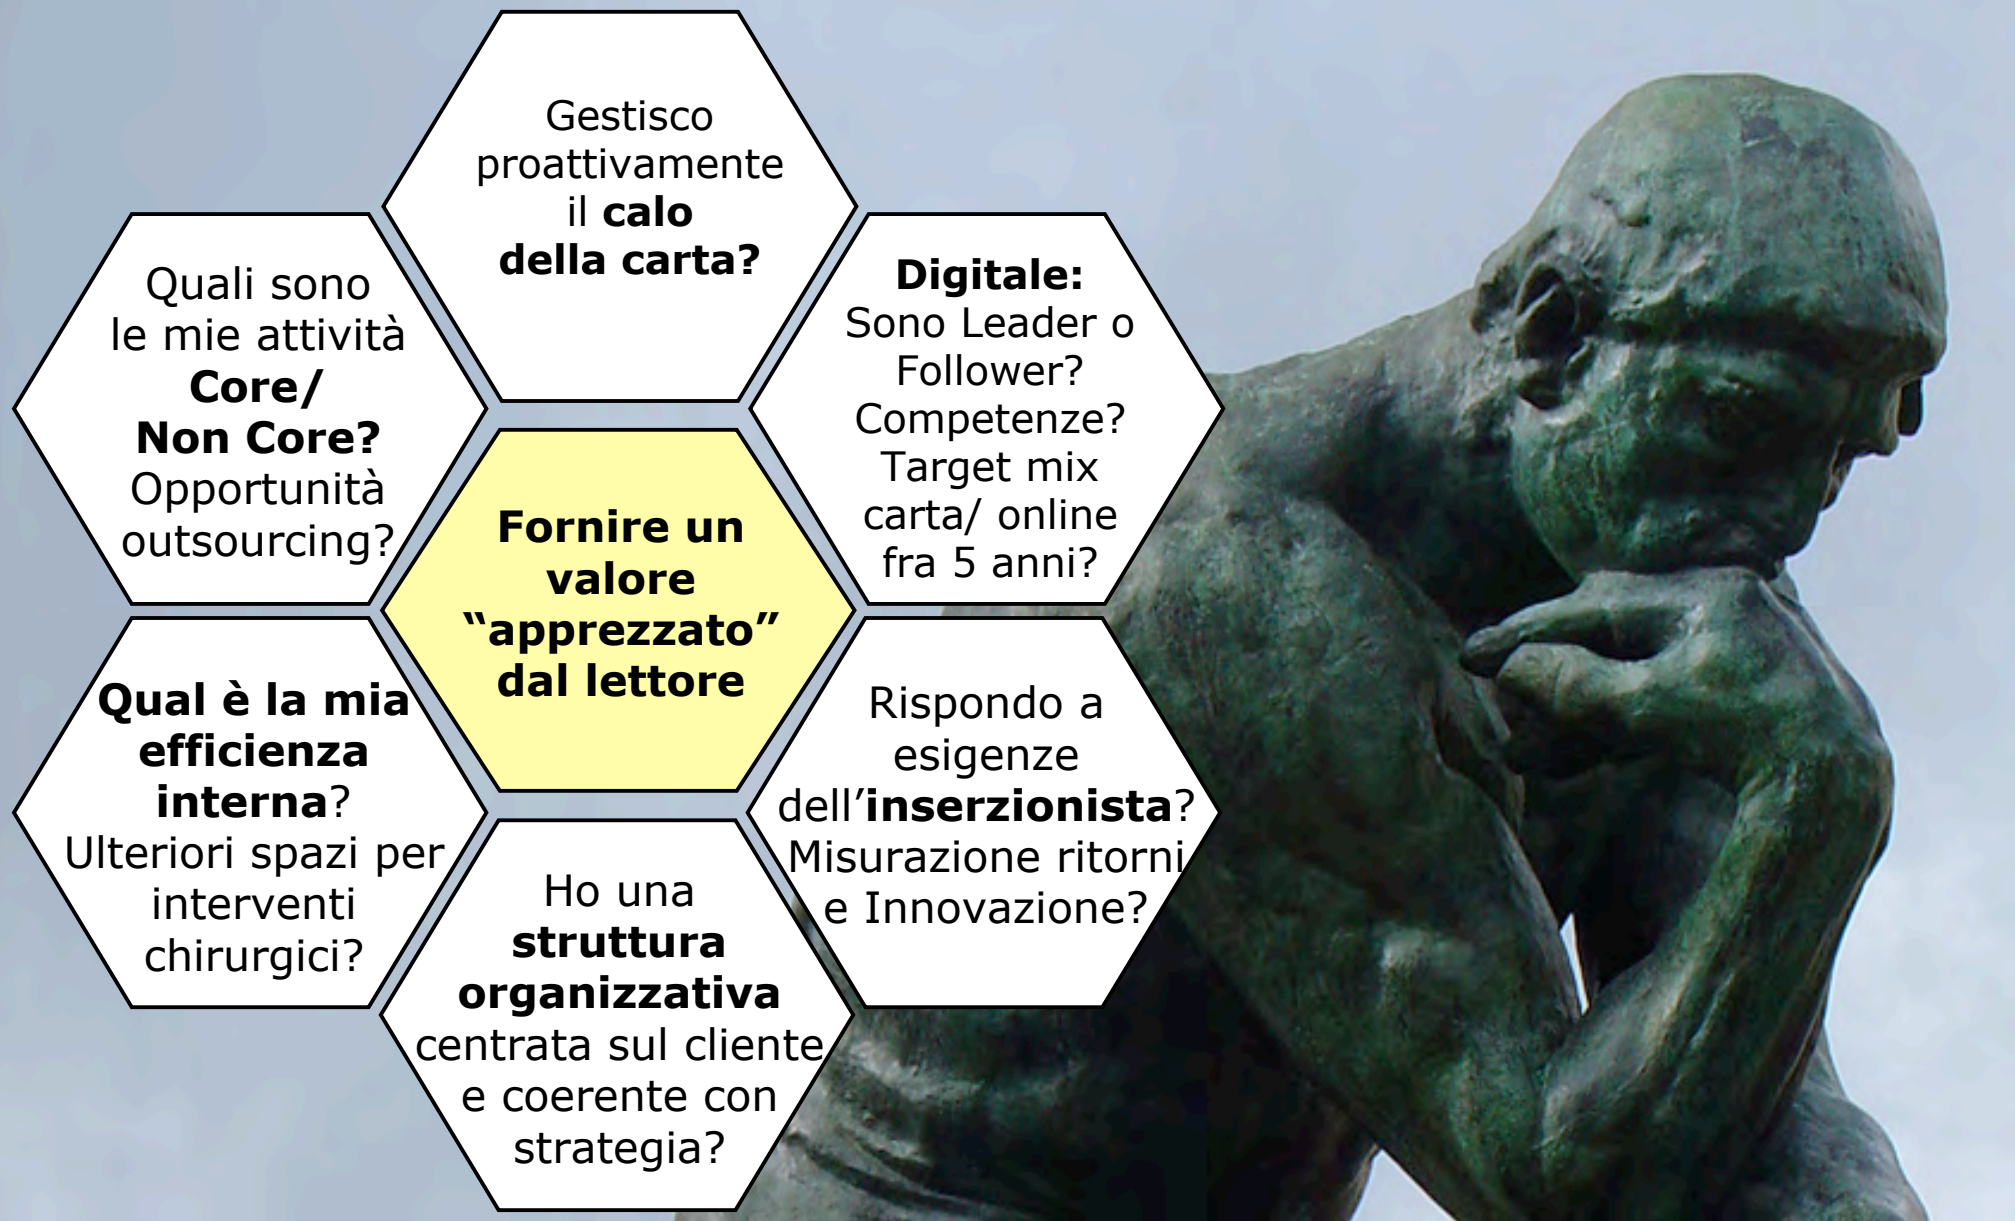 Gestisco
proattivamente
il calo
della carta?
Quali sono
le mie attività
Core/
Non Core?
Opportunità
outsourcing?
Digitale:
Sono Leader o
Follower?
Competenze?
Target mix
carta/ online
fra 5 anni?
Fornire un
valore
“apprezzato”
dal lettore
Qual è la mia
efficienza
interna?
Ulteriori spazi per
interventi
chirurgici?
Rispondo a
esigenze
dell’inserzionista?
Misurazione ritorni
e Innovazione?
Ho una
struttura
organizzativa
centrata sul cliente
e coerente con
strategia?